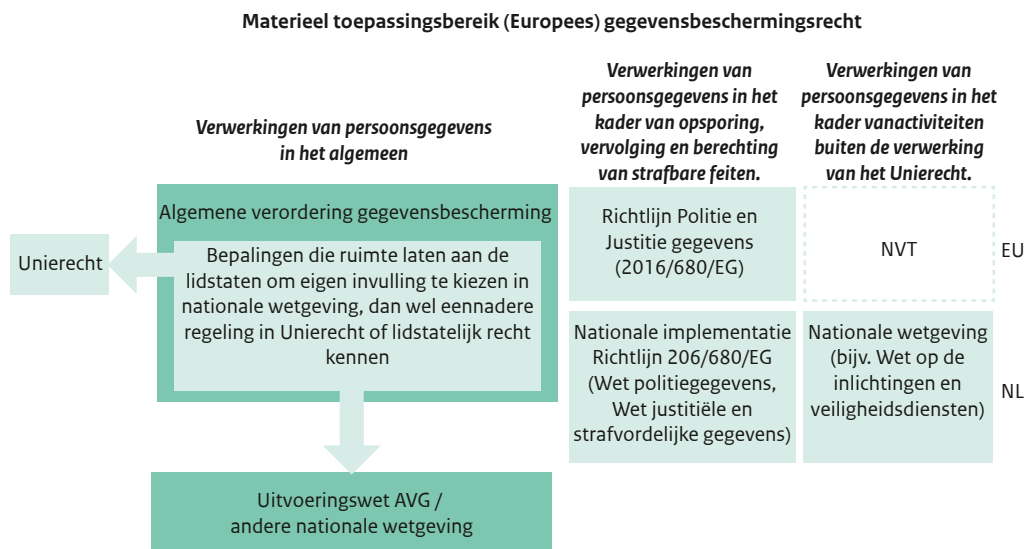 Materieel toepassingsbereik (Europees) gegevensbeschermingsrecht
Verwerkingen van persoonsgegevens
in het algemeen
Verwerkingen van
persoonsgegevens in het
kader van opsporing,
vervolging en berechting
van strafbare feiten.
Verwerkingen van
persoonsgegevens in het
kader vanactiviteiten
buiten de verwerking
van het Unierecht.
Algemene verordering gegevensbescherming
Unierecht
Bepalingen die ruimte laten aan de
lidstaten om eigen invulling te kiezen in
nationale wetgeving, dan wel eennadere
regeling in Unierecht of lidstatelijk recht
kennen
Richtlijn Politie en
Justitie gegevens
(2016/680/EG)
NVT
EU
Nationale implementatie
Richtlijn 206/680/EG
(Wet politiegegevens,
Wet justitiële en
strafvordelijke gegevens)
Nationale wetgeving
(bijv. Wet op de
inlichtingen en
veiligheidsdiensten)
NL
Uitvoeringswet AVG /
andere nationale wetgeving